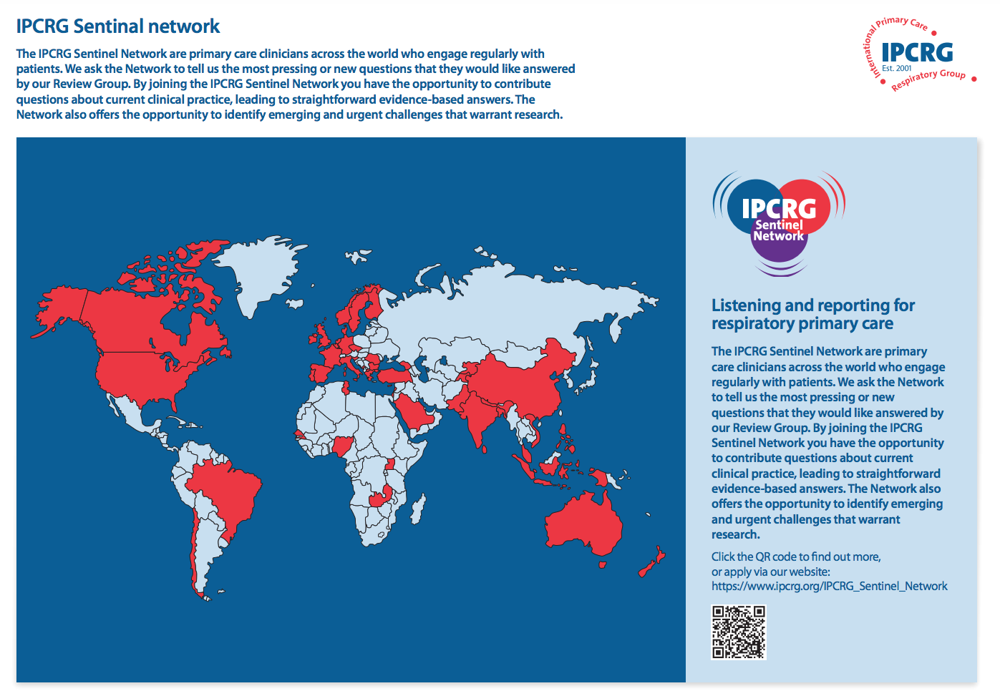 IPCRG Sentinal network
The IPCRG Sentinel Network are primary care clinicians across the world who engage regularly with
patients. We ask the Network to tell us the most pressing or new questions that they would like answered
by our Review Group. By joining the IPCRG Sentinel Network you have the opportunity to contribute
questions about current clinical practice, leading to straightforward evidence-based answers. The
Network also offers the opportunity to identify emerging and urgent challenges that warrant research.
International Primary Care
IPCRG
Est. 2001
Respiratory Group
IPCRG
Sentinel
Network
Listening and reporting for
respiratory primary care
The IPCRG Sentinel Network are primary
care clinicians across the world who engage
regularly with patients. We ask the Network
to tell us the most pressing or new
questions that they would like answered by
our Review Group. By joining the IPCRG
Sentinel Network you have the opportunity
to contribute questions about current
clinical practice, leading to straightforward
evidence-based answers. The Network also
offers the opportunity to identify emerging
and urgent challenges that warrant
research.
Click the QR code to find out more,
or apply via our website:
https://www.ipcrg.org/IPCRG_Sentinel_Network